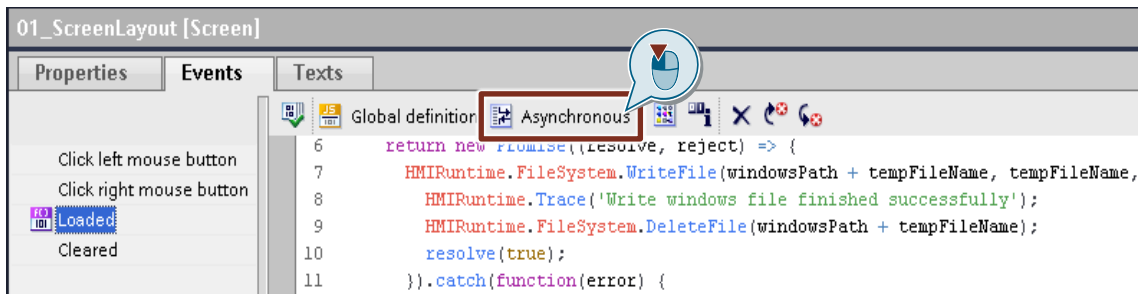 01_ScreenLayout [Screen]
Properties Events Texts
Global definition Asynchronous
Click left mouse button
Click right mouse button
Loaded
Cleared
6 return new Promise((resolve, reject) => {
7 HMIRuntime.FileSystem.WriteFile(windowsPath + tempFileName, tempFileName,
8 HMIRuntime.Trace('Write windows file finished successfully');
9 HMIRuntime.FileSystem.DeleteFile(windowsPath + tempFileName);
10 resolve(true);
11 }).catch(function(error) {